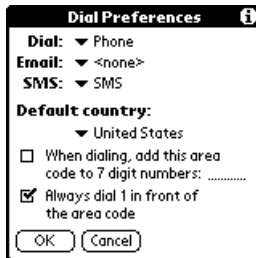 Dial Preferences i
Dial: Phone
Email: <none>
SMS: SMS
Default country:
United States
When dialing, add this area
code to 7 digit numbers: ...........
Always dial 1 in front of
the area code
OK Cancel